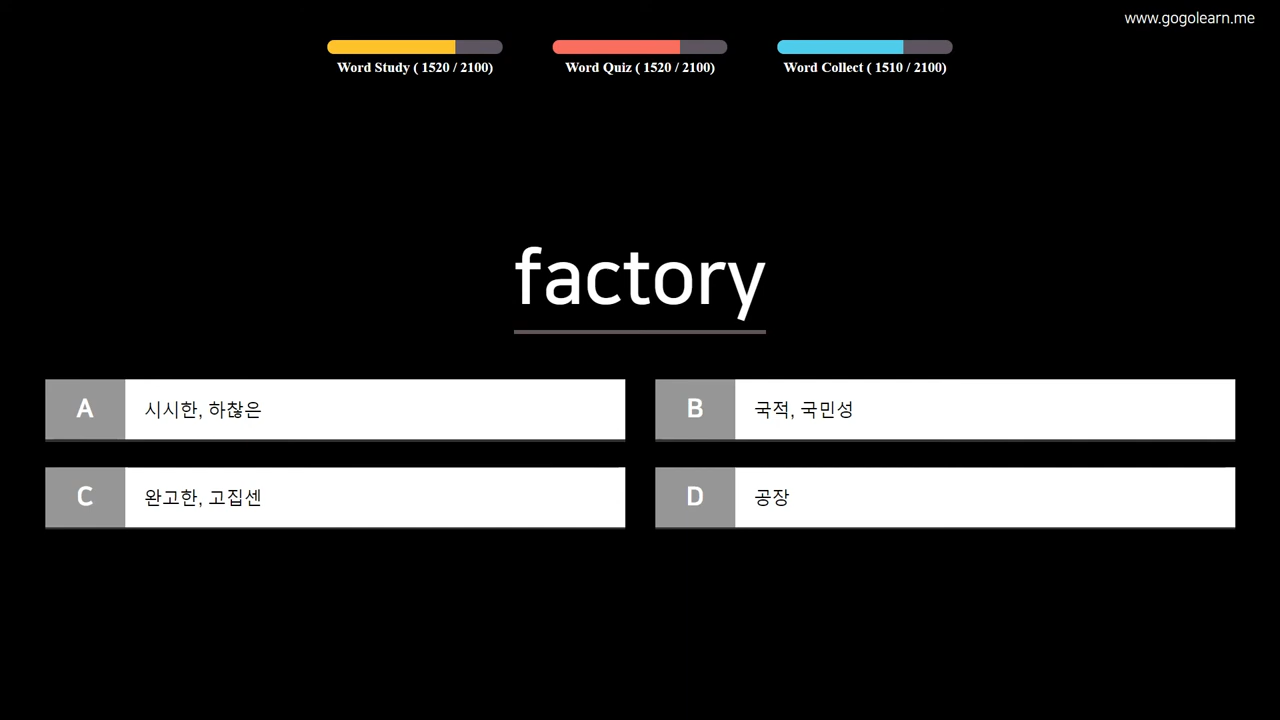 www.gogolearn.me
Word Study ( 1520 / 2100)
Word Quiz ( 1520 / 2100)
Word Collect ( 1510 / 2100)
factory
A 시시한, 하찮은
B 국적, 국민성
C 완고한, 고집센
D 공장